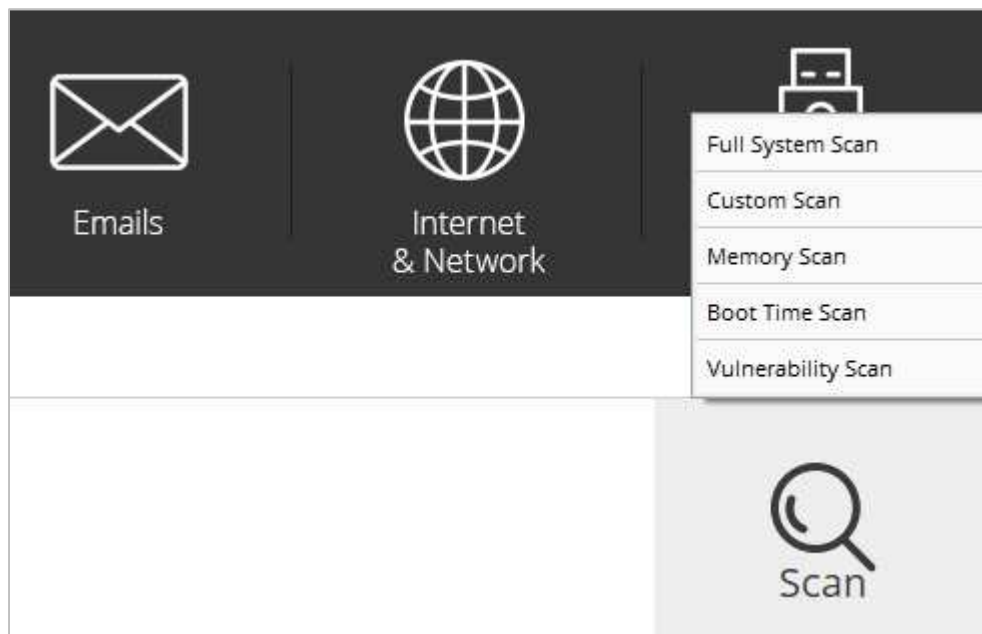 Emails
Internet
& Network
Full System Scan
Custom Scan
Memory Scan
Boot Time Scan
Vulnerability Scan
Scan